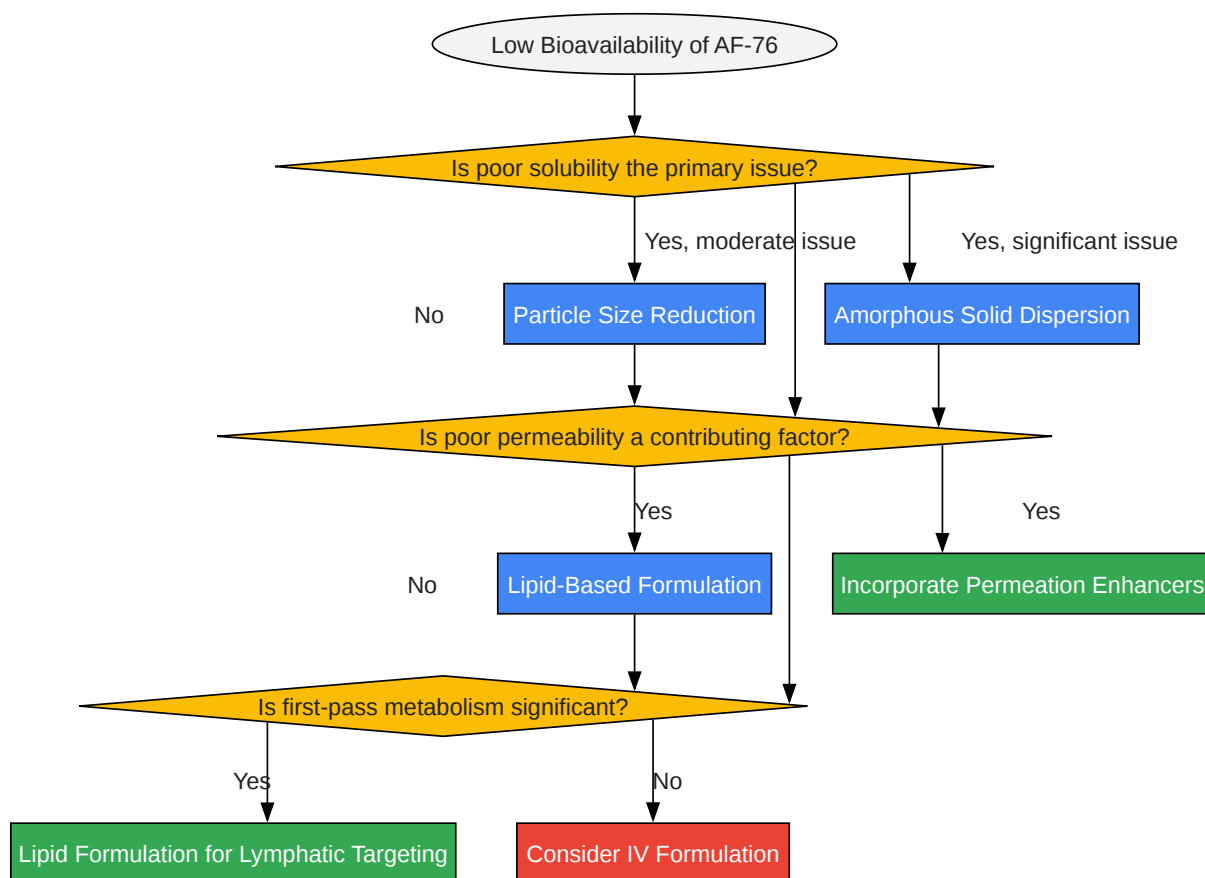 Low Bioavailability of AF-76
Is poor solubility the primary issue?
Yes, moderate issue
Yes, significant issue
No
Particle Size Reduction
Amorphous Solid Dispersion
Is poor permeability a contributing factor?
Yes
Yes
No
Lipid-Based Formulation
Incorporate Permeation Enhancers
Is first-pass metabolism significant?
Yes
No
Lipid Formulation for Lymphatic Targeting
Consider IV Formulation